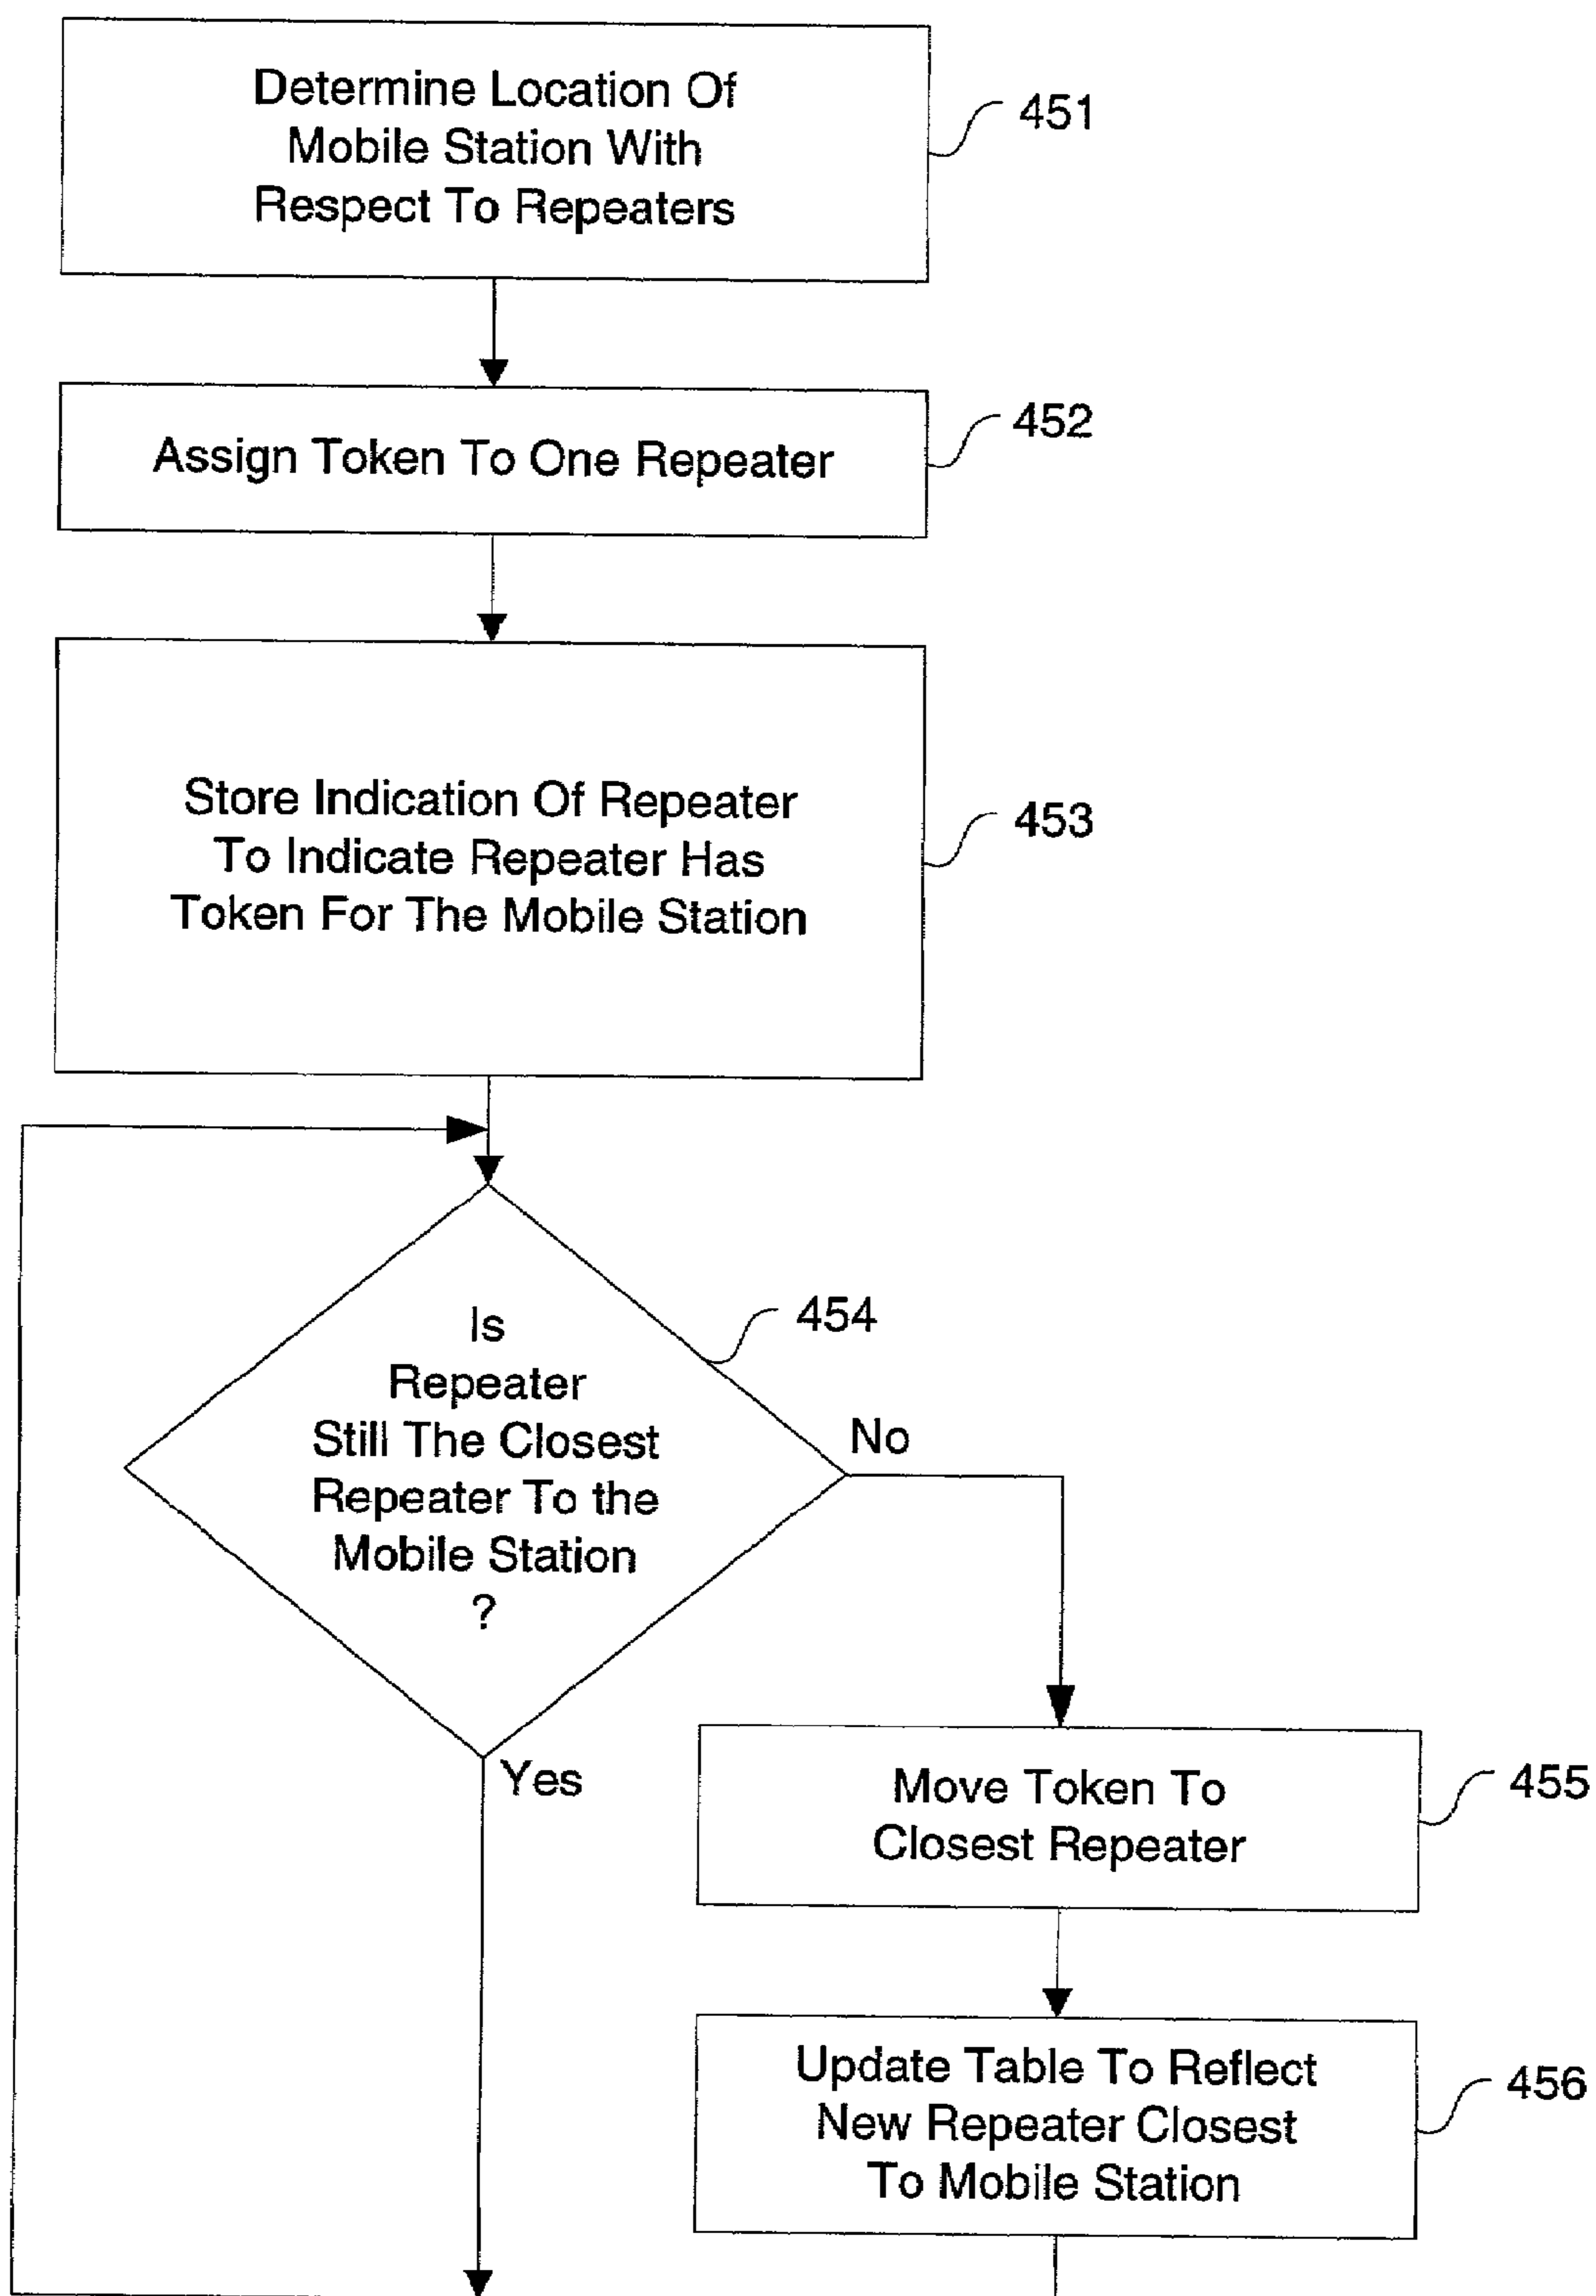 Determine Location Of
Mobile Station With
Respect To Repeaters
451
Assign Token To One Repeater
452
Store Indication Of Repeater
To Indicate Repeater Has
Token For The Mobile Station
453
Is
Repeater
Still The Closest
Repeater To the
Mobile Station
?
454
No
Yes
Move Token To
Closest Repeater
455
Update Table To Reflect
New Repeater Closest
To Mobile Station
456